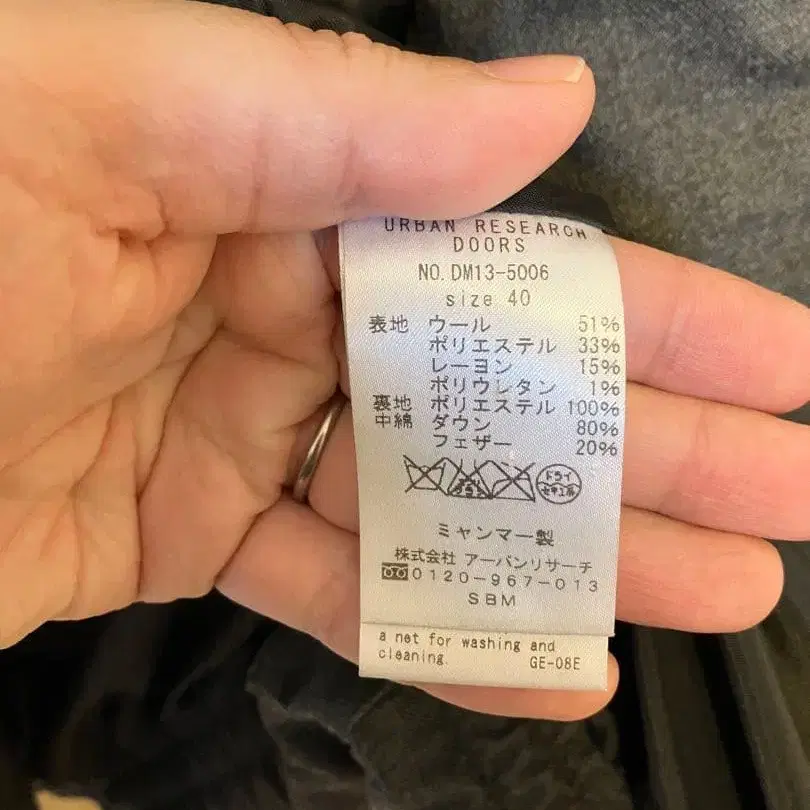 URBAN RESEARCH
DOORS
NO. DM13-5006
size 40
表地 ウール 51%
ポリエステル 33%
レーヨン 15%
ポリウレタン 1%
裏地 ポリエステル 100%
中綿 ダウン 80%
フェザー 20%
ドライ
セキユ系
ミャンマー製
株式会社 アーバンリサーチ
0120-967-013
SBM
a net for washing and
cleaning.
GE-08E